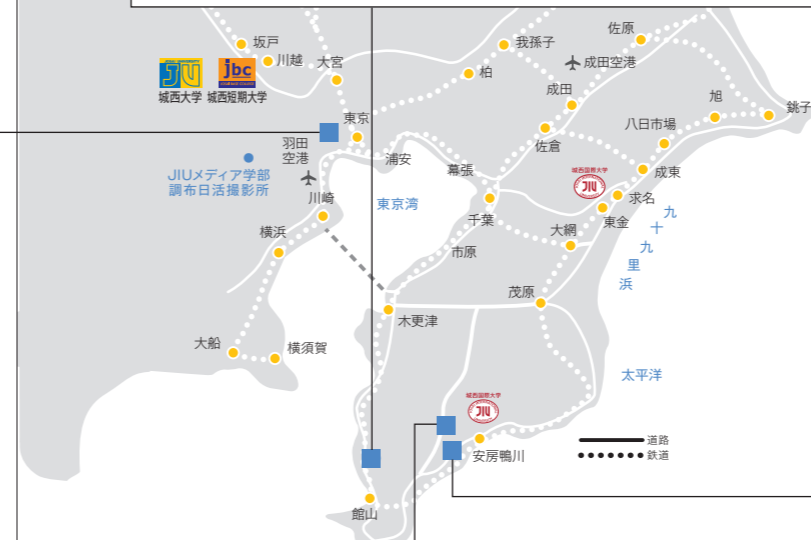 佐原
坂戸
我孫子
川越
大宮
成田空港
柏
JU
jbc
成田
城西大学
城西短期大学
旭
銚子
東京
八日市場
羽田
空港
佐倉
浦安
幕張
成東
JIUメディア学部
調布日活撮影所
城西国際大学
JIU
川崎
東京湾
求名
千葉
東金
九十九里浜
横浜
大網
市原
茂原
木更津
大船
横須賀
太平洋
城西国際大学
JIU
道路
安房鴨川
鉄道
館山